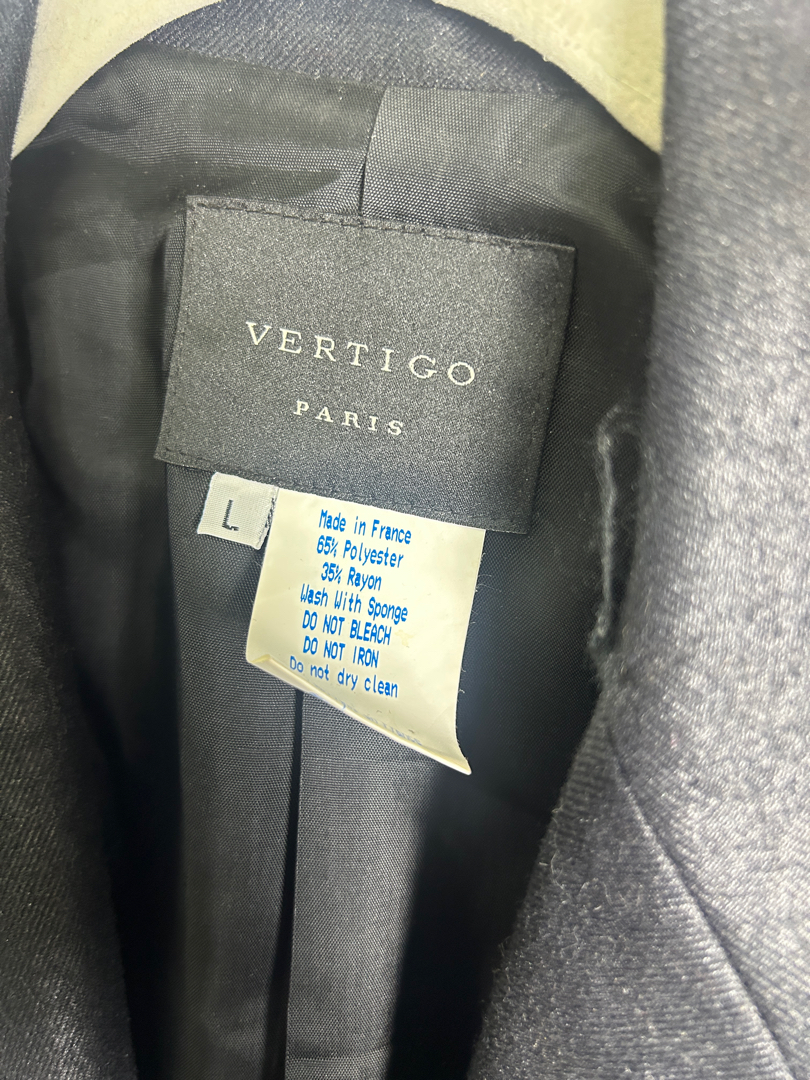 VERTIGO
PARIS
L
Made in France
65% Polyester
35% Rayon
Wash With Sponge
DO NOT BLEACH
DO NOT IRON
Do not dry clean